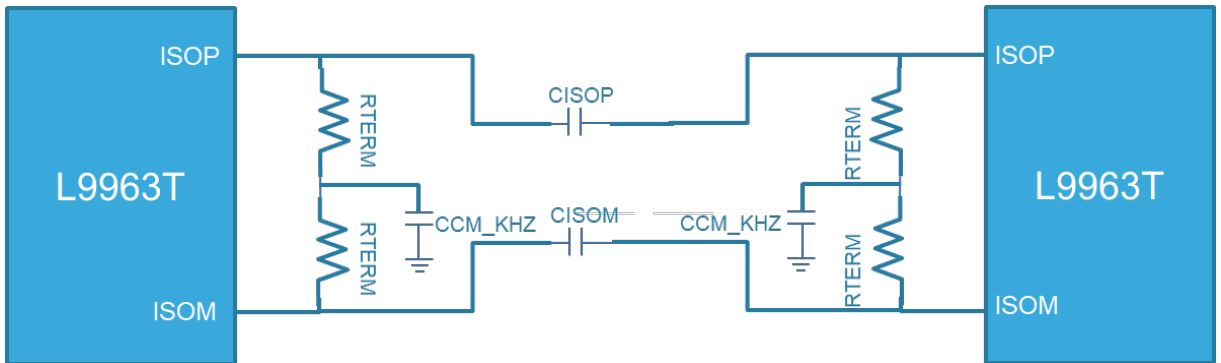 ISOP
ISOP
CISOP
RTERM
RTERM
L9963T
L9963T
CISOM
CCM_KHZ
CCM_KHZ
RTERM
RTERM
ISOM
ISOM